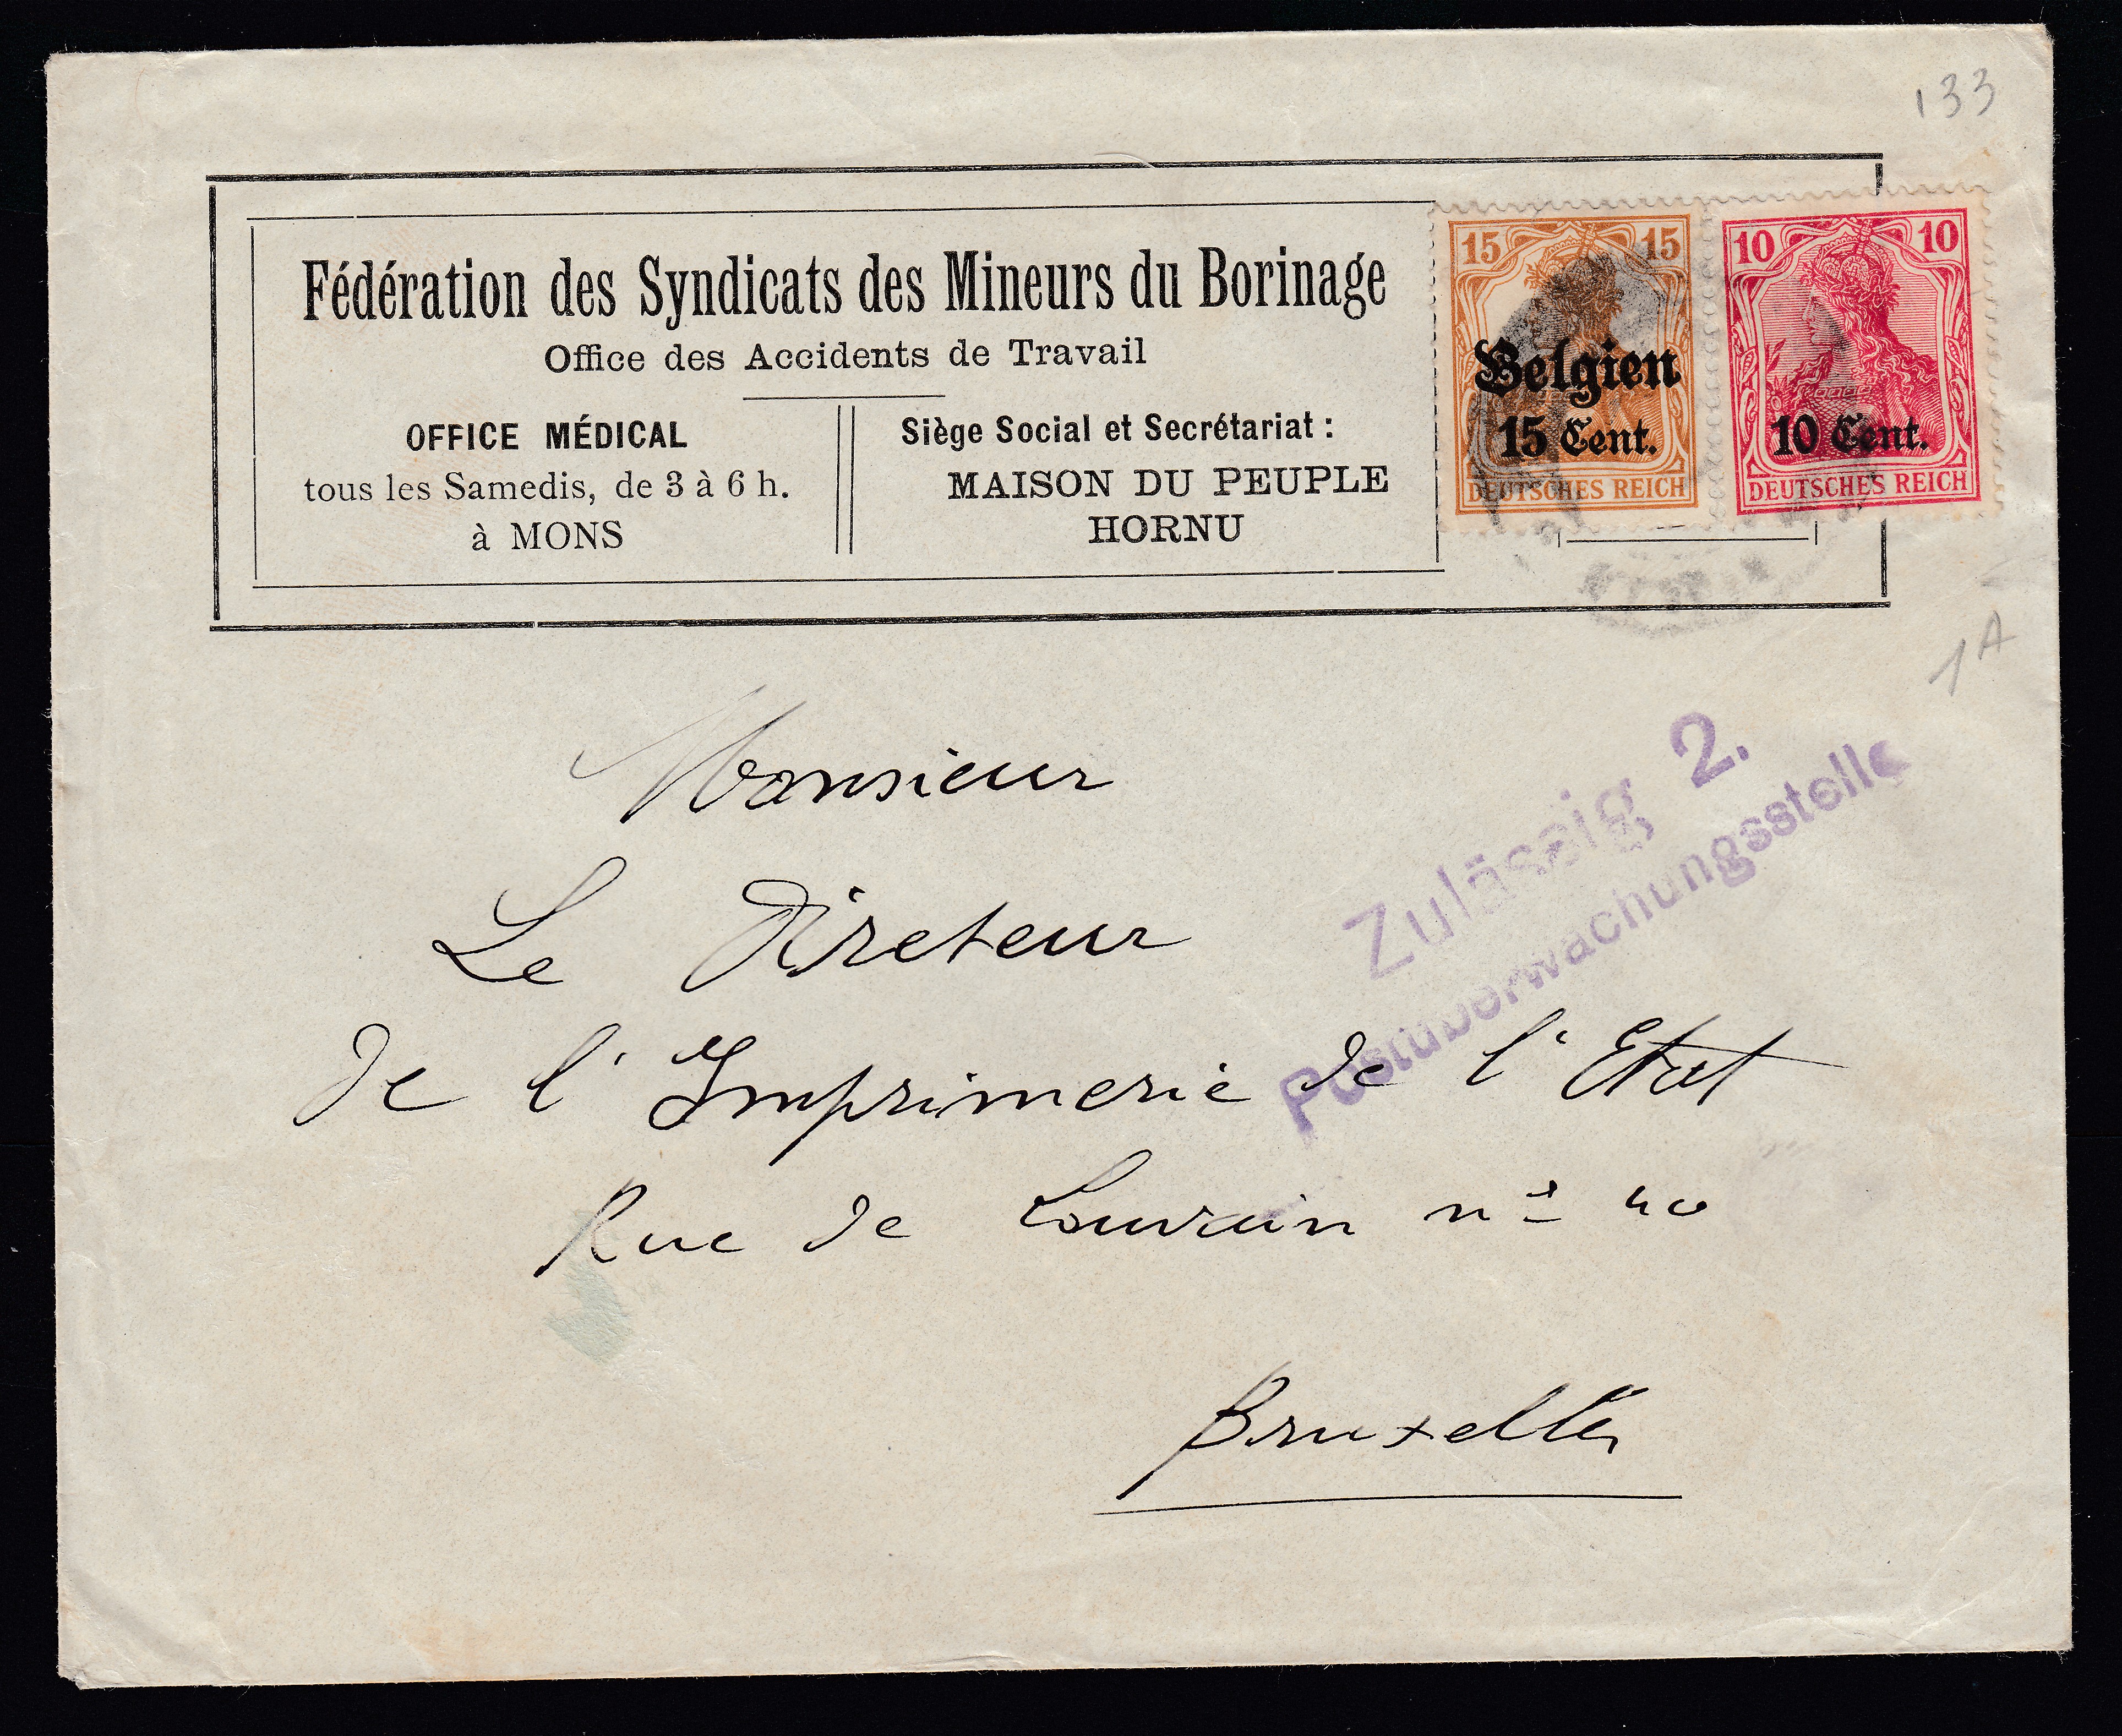 133
Fédération des Syndicats des Mineurs du Borinage
Office des Accidents de Travail
OFFICE MÉDICAL
tous les Samedis, de 3 à 6 h.
à MONS
Siège Social et Secrétariat :
MAISON DU PEUPLE
HORNU
15 15
Belgien
15 Cent.
DEUTSCHES REICH
10 10
10 Cent.
DEUTSCHES REICH
1A
Zulässig 2.
Postüberwachungsstelle
Monsieur
Le Directeur
de l'Imprimerie de l'Etat
Rue de Louvain nº 40
Bruxelles